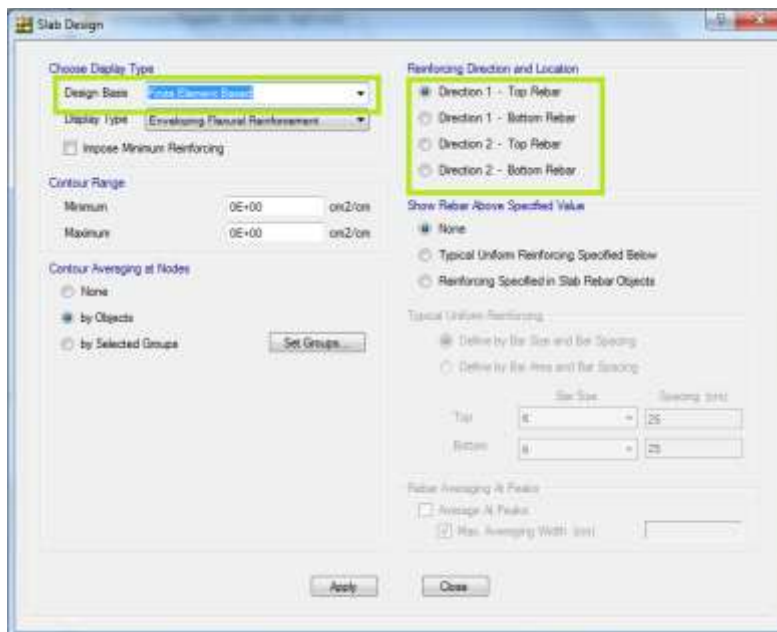 Slab Design
Choose Display Type
Design Basis Finite Element Based
Display Type Enveloping Flexural Reinforcement
Impose Minimum Reinforcing
Contour Range
Minimum 0E+00 cm2/cm
Maximum 0E+00 cm2/cm
Contour Averaging at Nodes
None
by Objects
by Selected Groups Set Groups...
Reinforcing Direction and Location
Direction 1 - Top Rebar
Direction 1 - Bottom Rebar
Direction 2 - Top Rebar
Direction 2 - Bottom Rebar
Show Rebar Above Specified Value
None
Typical Uniform Reinforcing Specified Below
Reinforcing Specified in Slab Rebar Objects
Typical Uniform Reinforcing
Define by Bar Size and Bar Spacing
Define by Bar Area and Bar Spacing
Bar Size Spacing (cm)
Top 25
Bottom 25
Rebar Averaging At Peaks
Average At Peaks
Max. Averaging Width (cm)
Apply Close